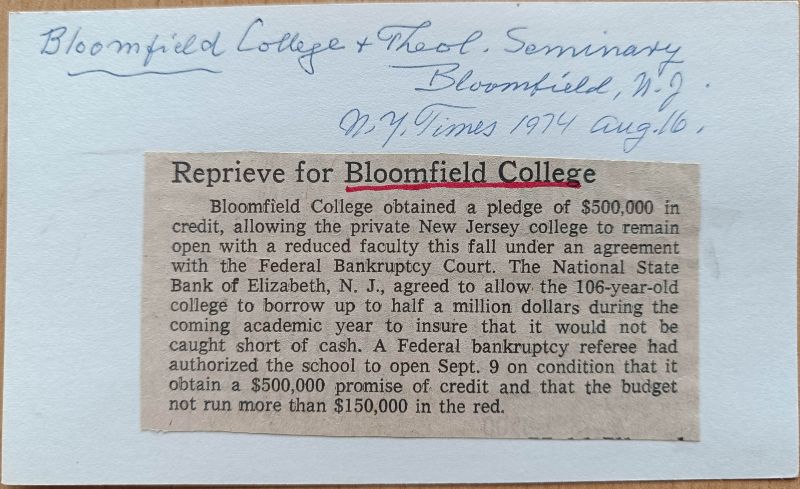 Bloomfield College + Theol. Seminary
Bloomfield, N.J.
N.Y. Times 1974 Aug. 16.
Reprieve for Bloomfield College
Bloomfield College obtained a pledge of $500,000 in
credit, allowing the private New Jersey college to remain
open with a reduced faculty this fall under an agreement
with the Federal Bankruptcy Court. The National State
Bank of Elizabeth, N. J., agreed to allow the 106-year-old
college to borrow up to half a million dollars during the
coming academic year to insure that it would not be
caught short of cash. A Federal bankruptcy referee had
authorized the school to open Sept. 9 on condition that it
obtain a $500,000 promise of credit and that the budget
not run more than $150,000 in the red.